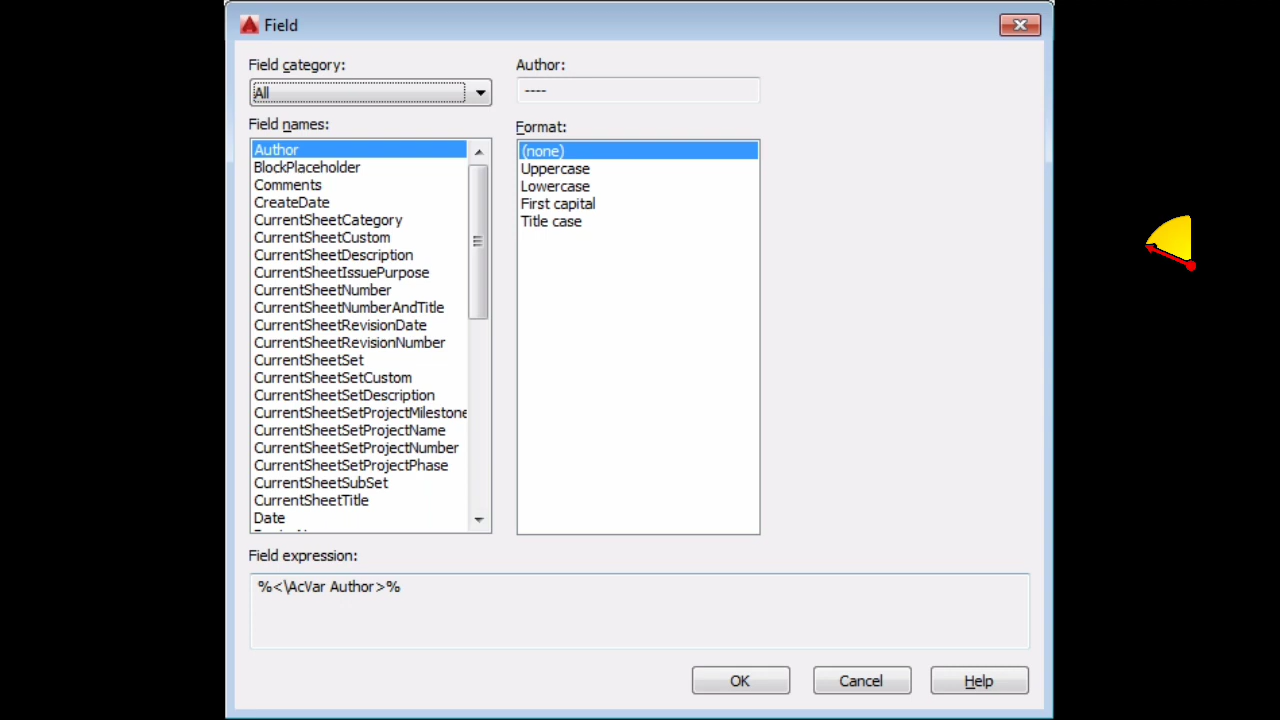 Field
Field category:
All
Field names:
Author
BlockPlaceholder
Comments
CreateDate
CurrentSheetCategory
CurrentSheetCustom
CurrentSheetDescription
CurrentSheetIssuePurpose
CurrentSheetNumber
CurrentSheetNumberAndTitle
CurrentSheetRevisionDate
CurrentSheetRevisionNumber
CurrentSheetSet
CurrentSheetSetCustom
CurrentSheetSetDescription
CurrentSheetSetProjectMilestone
CurrentSheetSetProjectName
CurrentSheetSetProjectNumber
CurrentSheetSetProjectPhase
CurrentSheetSubSet
CurrentSheetTitle
Date
Author:
----
Format:
(none)
Uppercase
Lowercase
First capital
Title case
Field expression:
%<\AcVar Author>%
OK
Cancel
Help